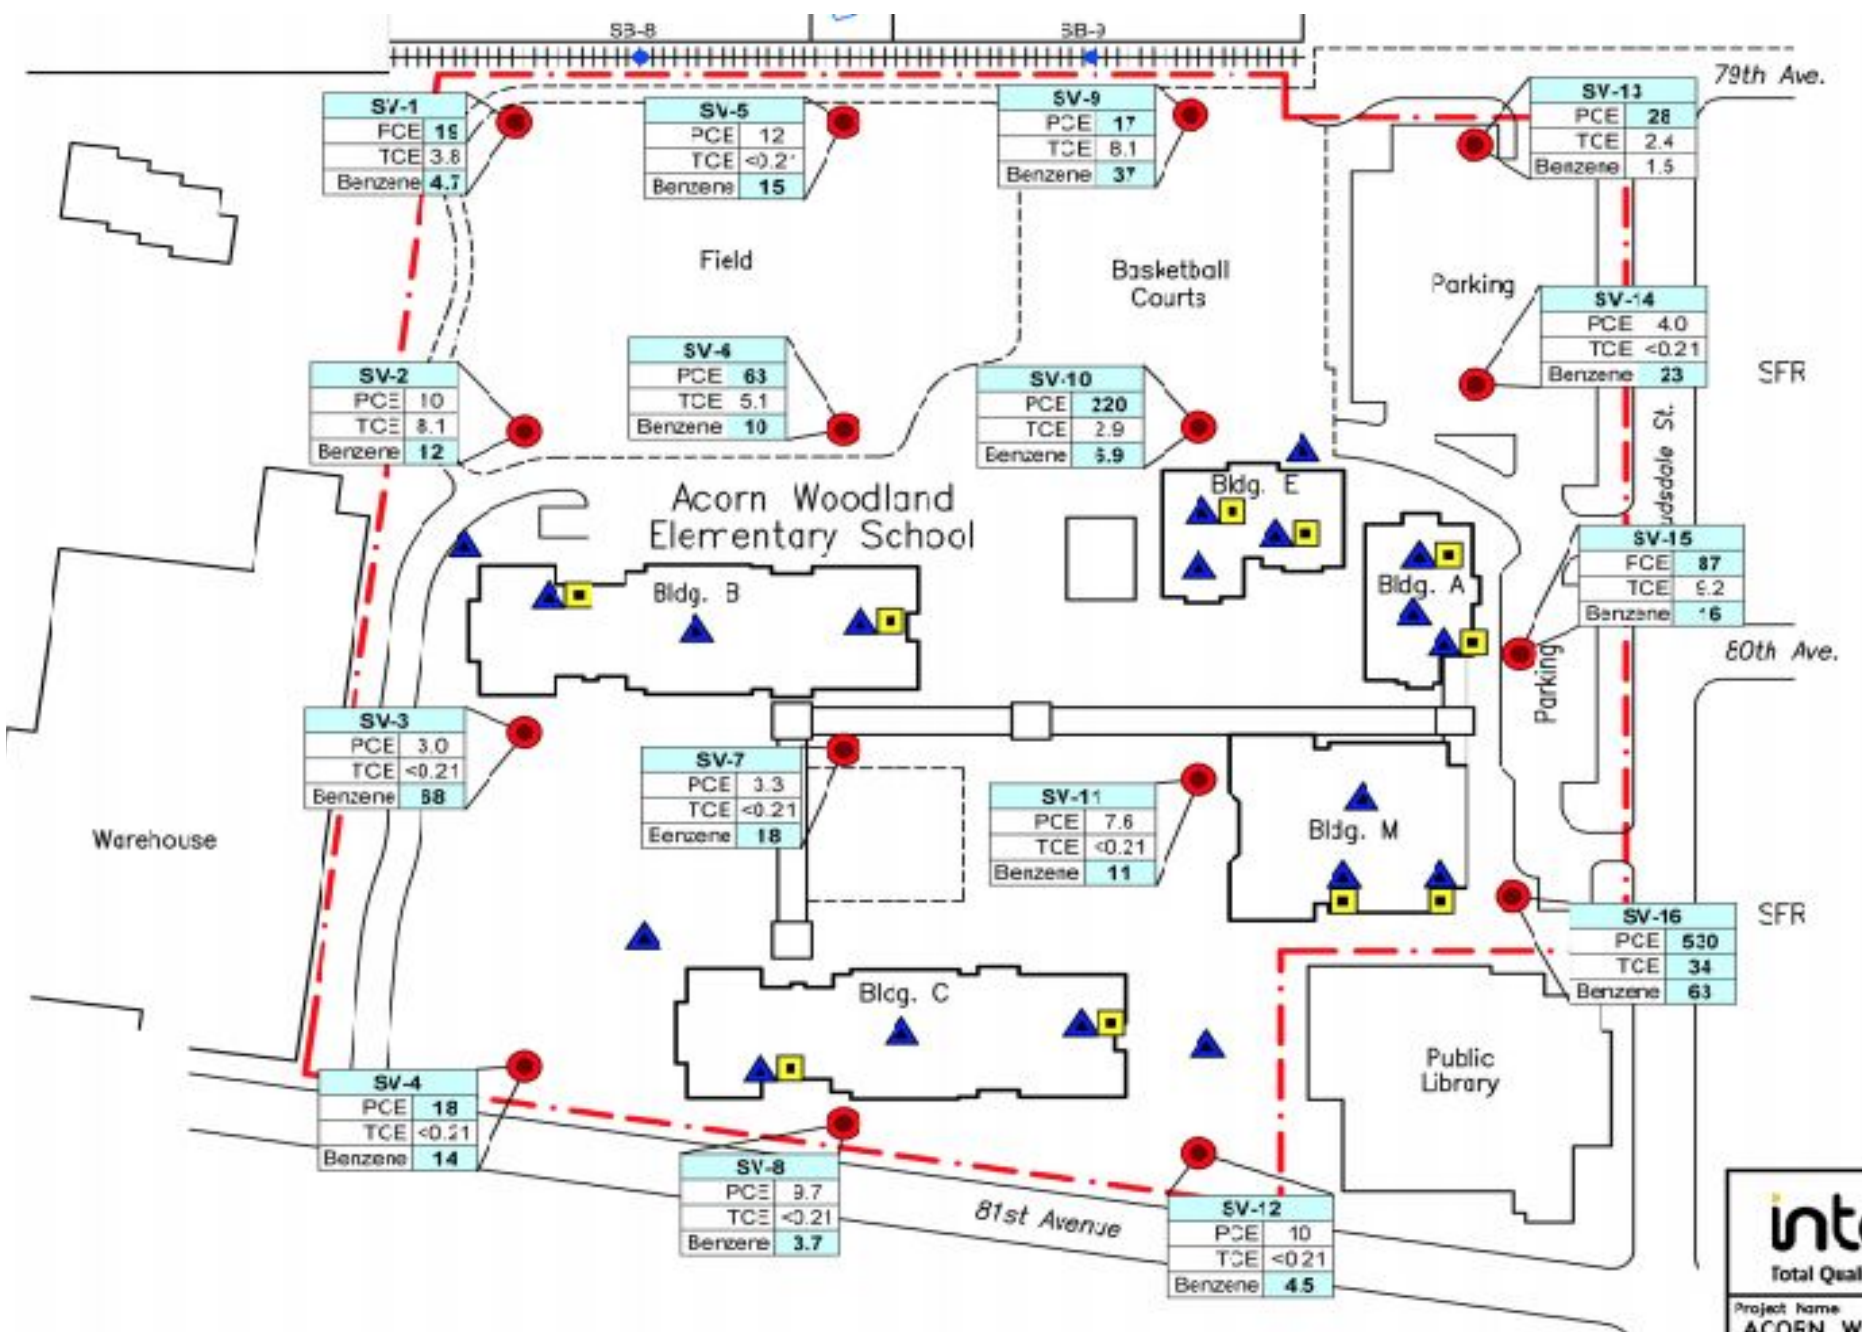 SB-8
SB-9
79th Ave.
SV-1
PCE 19
TCE 3.8
Benzene 4.7
SV-5
PCE 12
TCE <0.21
Benzene 15
SV-9
PCE 17
TCE 8.1
Benzene 37
SV-13
PCE 28
TCE 2.4
Benzene 1.5
Field
Basketball
Courts
Parking
SV-14
PCE 4.0
TCE <0.21
Benzene 23
SFR
SV-2
PCE 10
TCE 8.1
Benzene 12
SV-6
PCE 63
TCE 5.1
Benzene 10
SV-10
PCE 220
TCE 2.9
Benzene
udsdale St.
Acorn Woodland
Elementary School
Bldg. E
Bldg. B
Bldg. A
SV-15
PCE 87
TCE
Benzene 16
80th Ave.
Parking
SV-3
PCE 3.0
TCE <0.21
Benzene
SV-7
PCE 3.3
TCE <0.21
Benzene 18
SV-11
PCE 7.6
TCE <0.21
Benzene 11
Warehouse
Bldg. M
SV-16
PCE 530
TCE 34
Benzene 63
SFR
Bldg. C
Public
Library
SV-4
PCE 18
TCE <0.21
Benzene 14
SV-8
PCE 9.7
TCE <0.21
Benzene 3.7
81st Avenue
SV-12
PCE 10
TCE <0.21
Benzene 4.5
inte
Total Qual
Project Name
ACORN W